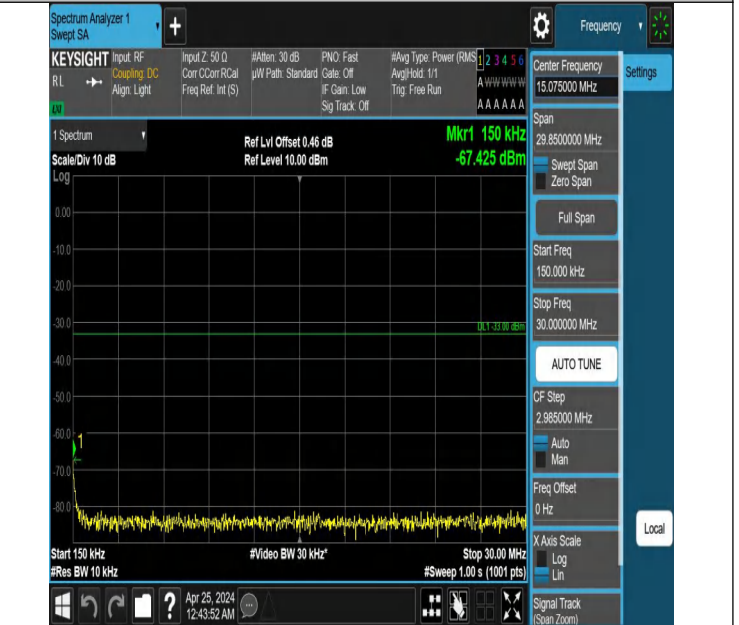 Spectrum Analyzer 1
Swept SA
+
Frequency
KEYSIGHT
RL
Input: RF
Coupling: DC
Align: Light
Input Z: 50 Ω
Corr CCorr RCal
Freq Ref: Int (S)
#Atten: 30 dB
µW Path: Standard
PNO: Fast
Gate: Off
IF Gain: Low
Sig Track: Off
#Avg Type: Power (RMS
Avg|Hold: 1/1
Trig: Free Run
1 2 3 4 5 6
A W W W W W
A A A A A A
1 Spectrum
Scale/Div 10 dB
Log
Ref Lvl Offset 0.46 dB
Ref Level 10.00 dBm
Mkr1 150 kHz
-67.425 dBm
0.00
-10.0
-20.0
-30.0
DL1 -33.00 dBm
-40.0
-50.0
-60.0
1
-70.0
-80.0
Start 150 kHz
#Res BW 10 kHz
#Video BW 30 kHz*
Stop 30.00 MHz
#Sweep 1.00 s (1001 pts)
Center Frequency
15.075000 MHz
Settings
Span
29.8500000 MHz
Swept Span
Zero Span
Full Span
Start Freq
150.000 kHz
Stop Freq
30.000000 MHz
AUTO TUNE
CF Step
2.985000 MHz
Auto
Man
Freq Offset
0 Hz
X Axis Scale
Log
Lin
Local
Signal Track
(Span Zoom)
?
Apr 25, 2024
12:43:52 AM